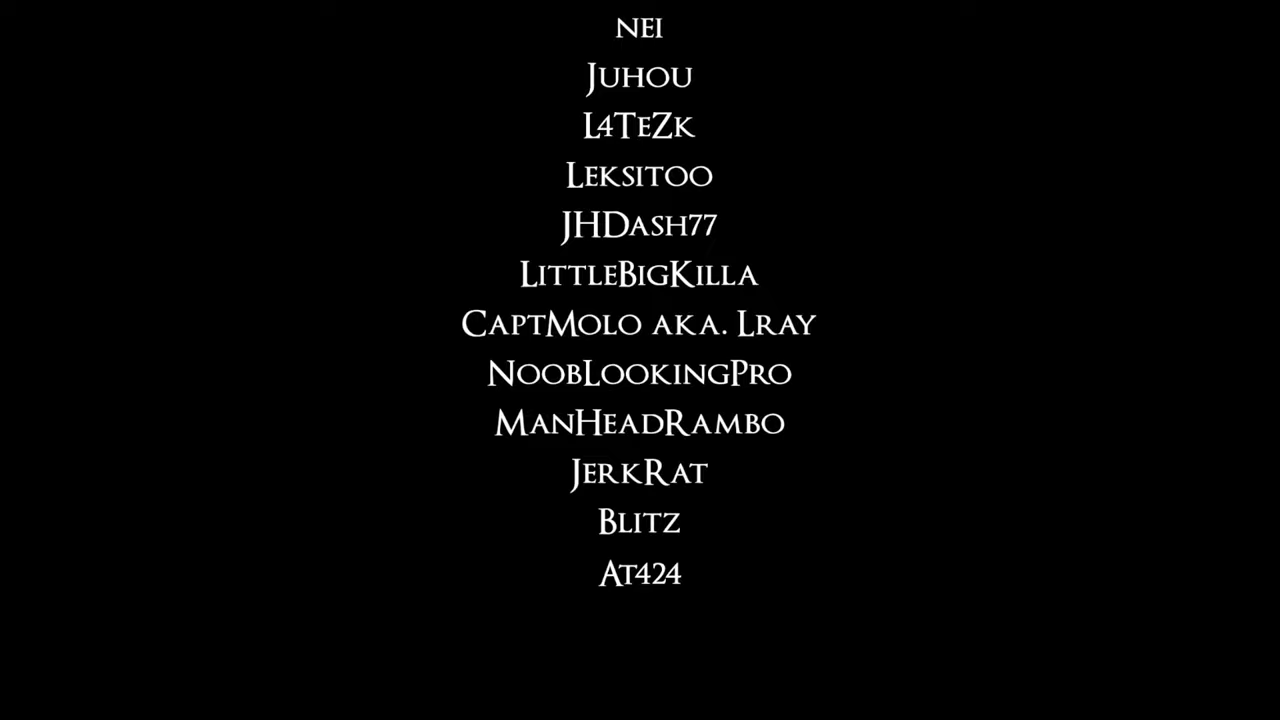 nei
Juhou
L4TeZk
Leksitoo
JHDash77
LittleBigKilla
CaptMolo aka. Lray
NoobLookingPro
ManHeadRambo
JerkRat
Blitz
At424